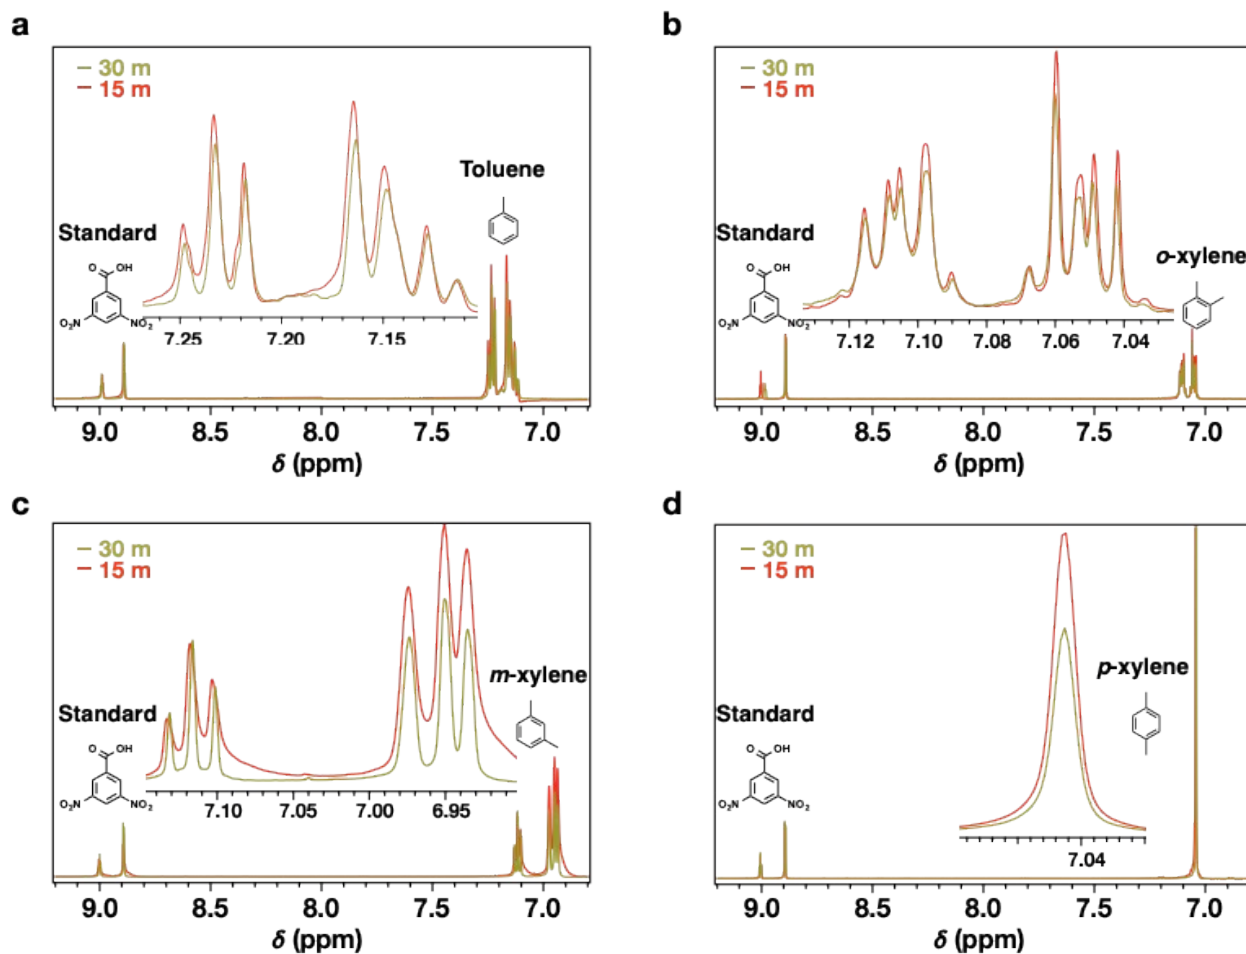 a
— 30 m
— 15 m
Toluene
Standard
O
OH
O₂N
NO₂
7.25 7.20 7.15
9.0 8.5 8.0 7.5 7.0
δ (ppm)
b
— 30 m
— 15 m
o-xylene
Standard
O
OH
O₂N
NO₂
7.12 7.10 7.08 7.06 7.04
9.0 8.5 8.0 7.5 7.0
δ (ppm)
c
— 30 m
— 15 m
m-xylene
Standard
O
OH
O₂N
NO₂
7.10 7.05 7.00 6.95
9.0 8.5 8.0 7.5 7.0
δ (ppm)
d
— 30 m
— 15 m
p-xylene
Standard
O
OH
O₂N
NO₂
7.04
9.0 8.5 8.0 7.5 7.0
δ (ppm)